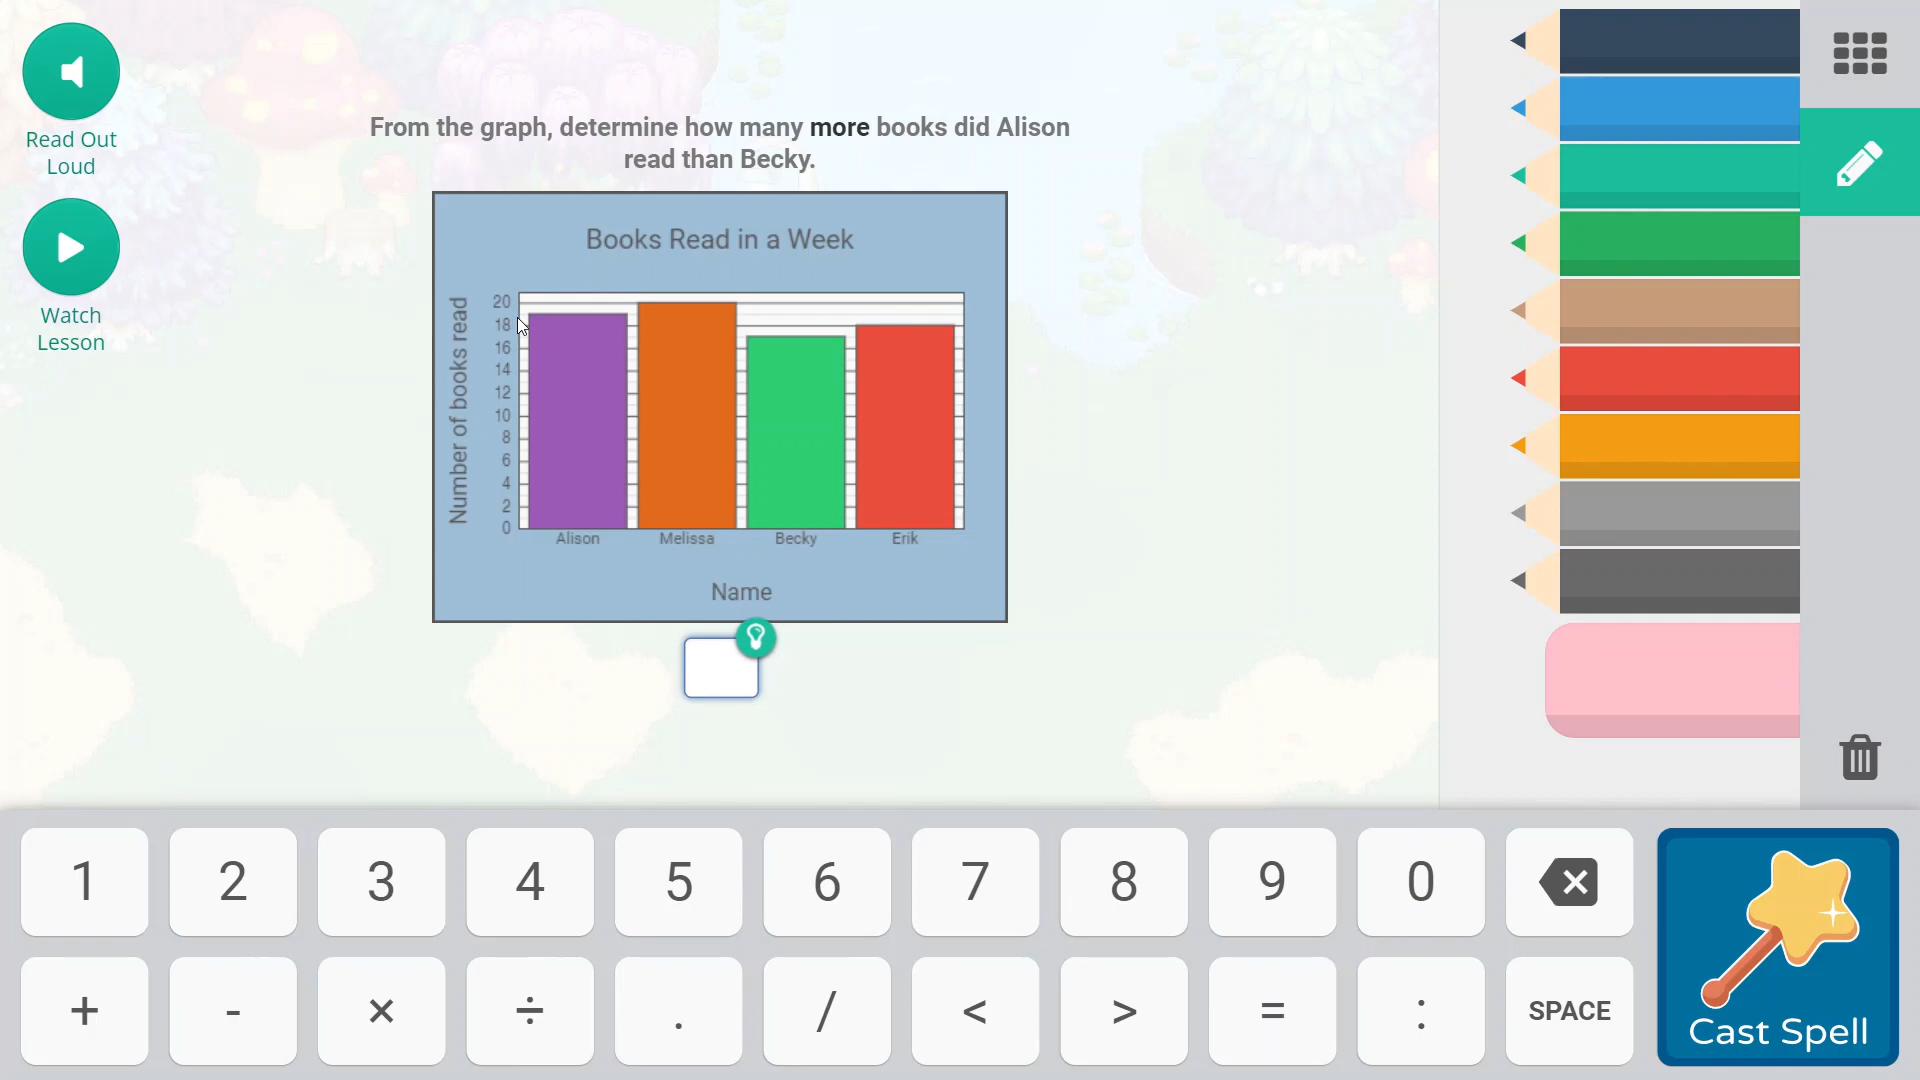 Read Out
Loud
Watch
Lesson
From the graph, determine how many more books did Alison
read than Becky.
Books Read in a Week
Number of books read
20
18
16
14
12
10
8
6
4
2
0
Alison Melissa Becky Erik
Name
1 2 3 4 5 6 7 8 9 0
+ - × ÷ . / < > = : SPACE
Cast Spell